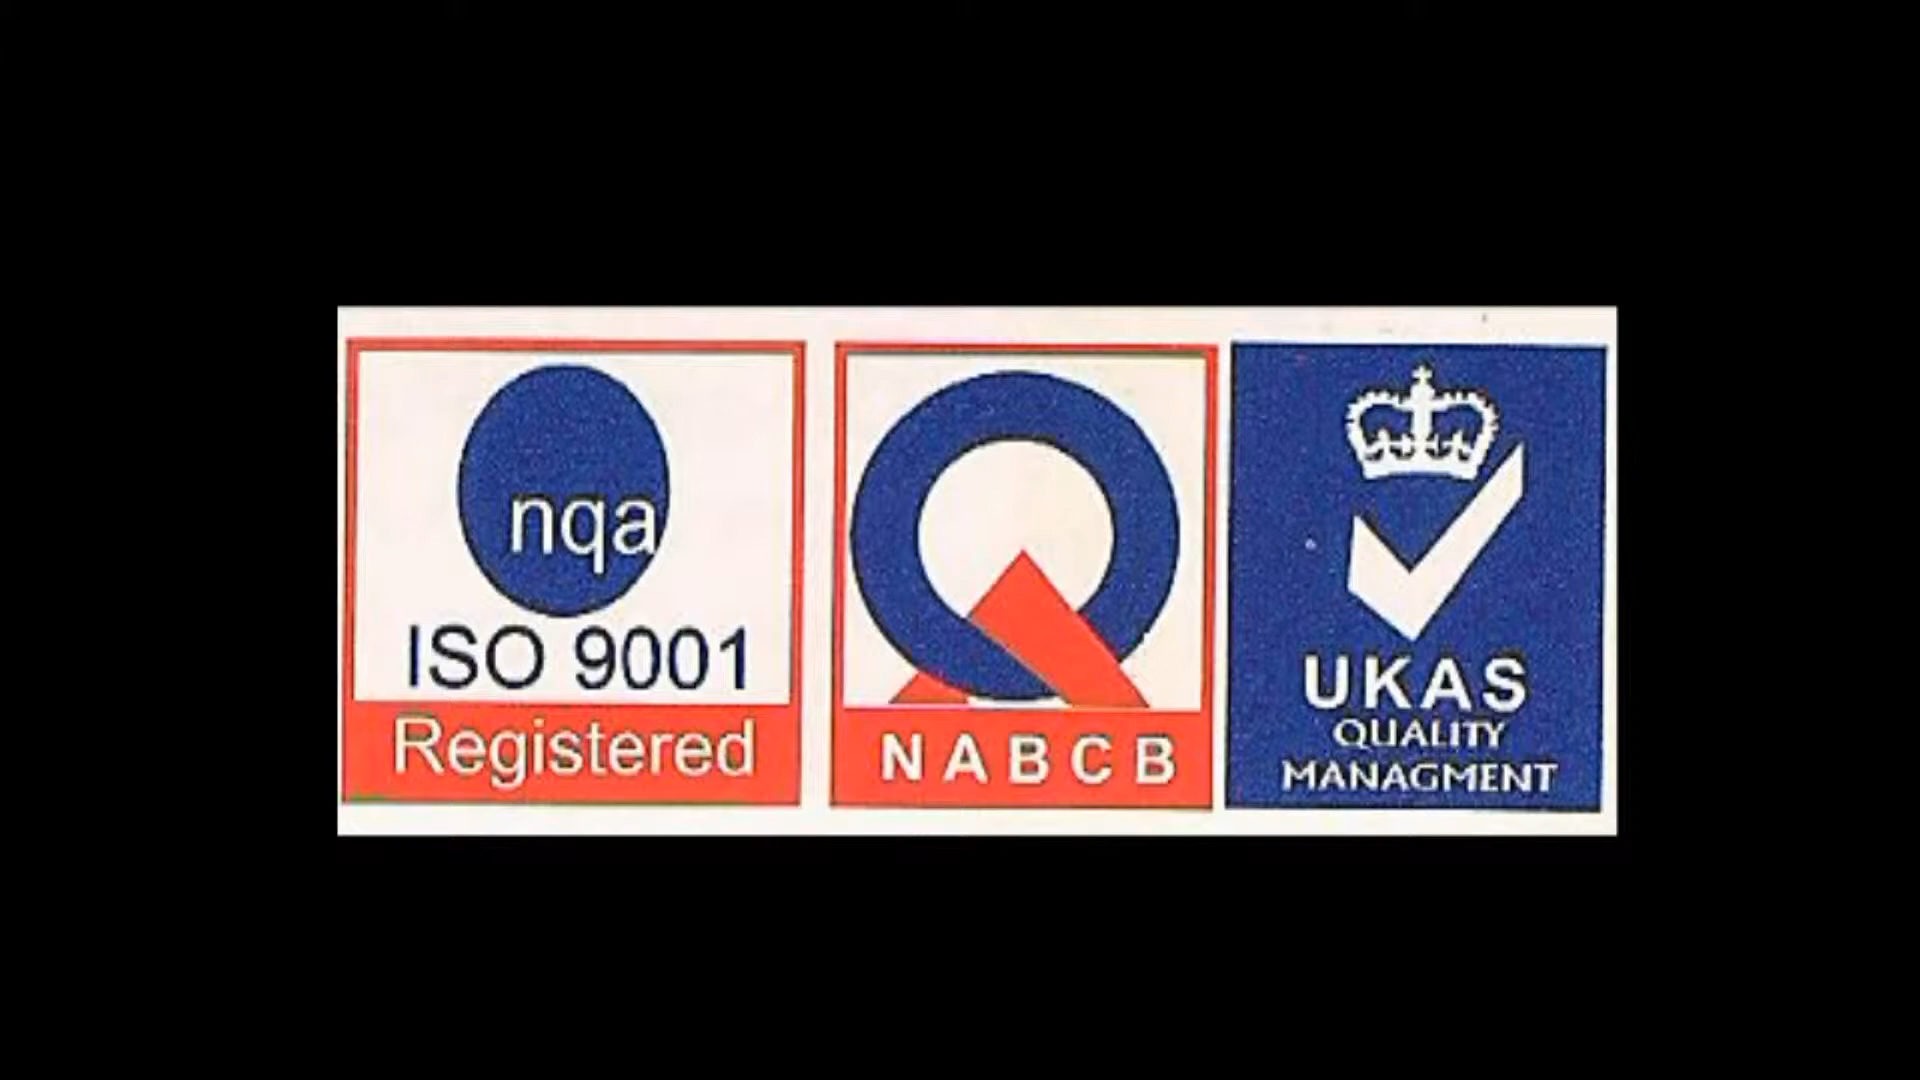 nqa
ISO 9001
Registered
NABCB
UKAS
QUALITY
MANAGMENT